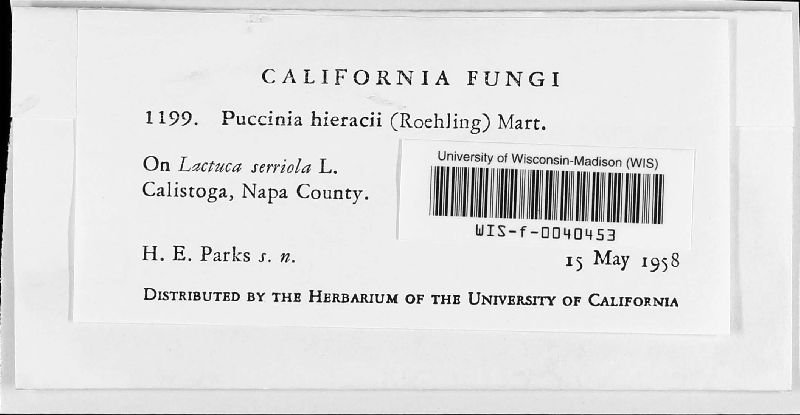 CALIFORNIA FUNGI
1199. Puccinia hieracii (Roehling) Mart.
On Lactuca serriola L.
Calistoga, Napa County.
University of Wisconsin-Madison (WIS)
WIS-f-0040453
H. E. Parks s. n.
15 May 1958
DISTRIBUTED BY THE HERBARIUM OF THE UNIVERSITY OF CALIFORNIA